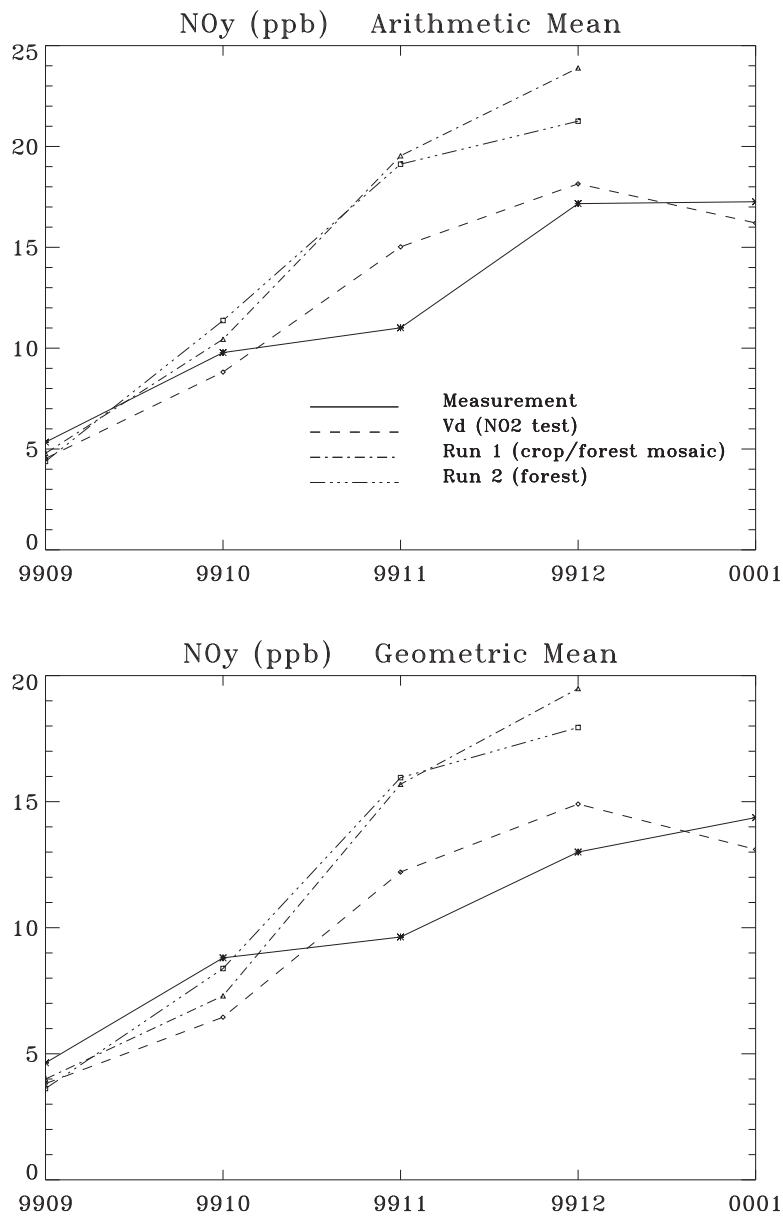 NOy (ppb) Arithmetic Mean
25
20
15
10
5
0
9909 9910 9911 9912 0001
Measurement
Vd (NO2 test)
Run 1 (crop/forest mosaic)
Run 2 (forest)
NOy (ppb) Geometric Mean
20
15
10
5
0
9909 9910 9911 9912 0001